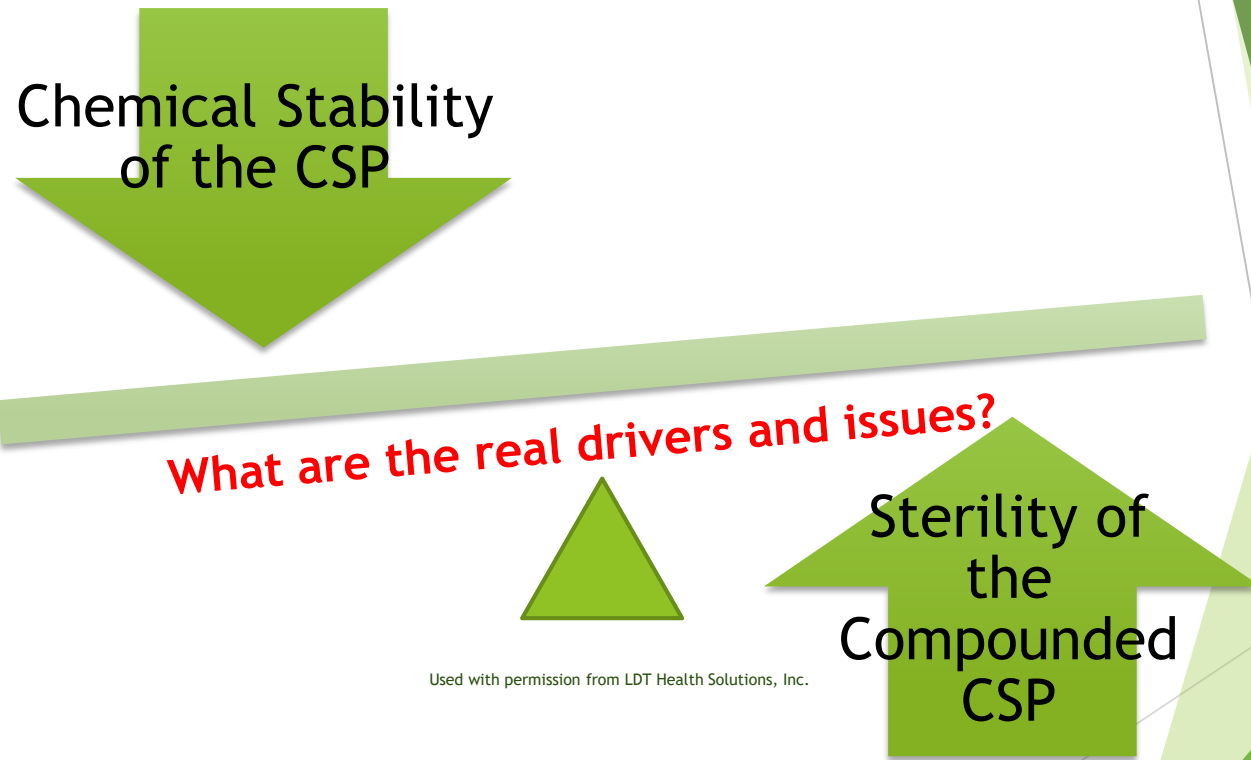 Chemical Stability
of the CSP
What are the real drivers and issues?
Sterility of
the
Compounded
CSP
Used with permission from LDT Health Solutions, Inc.